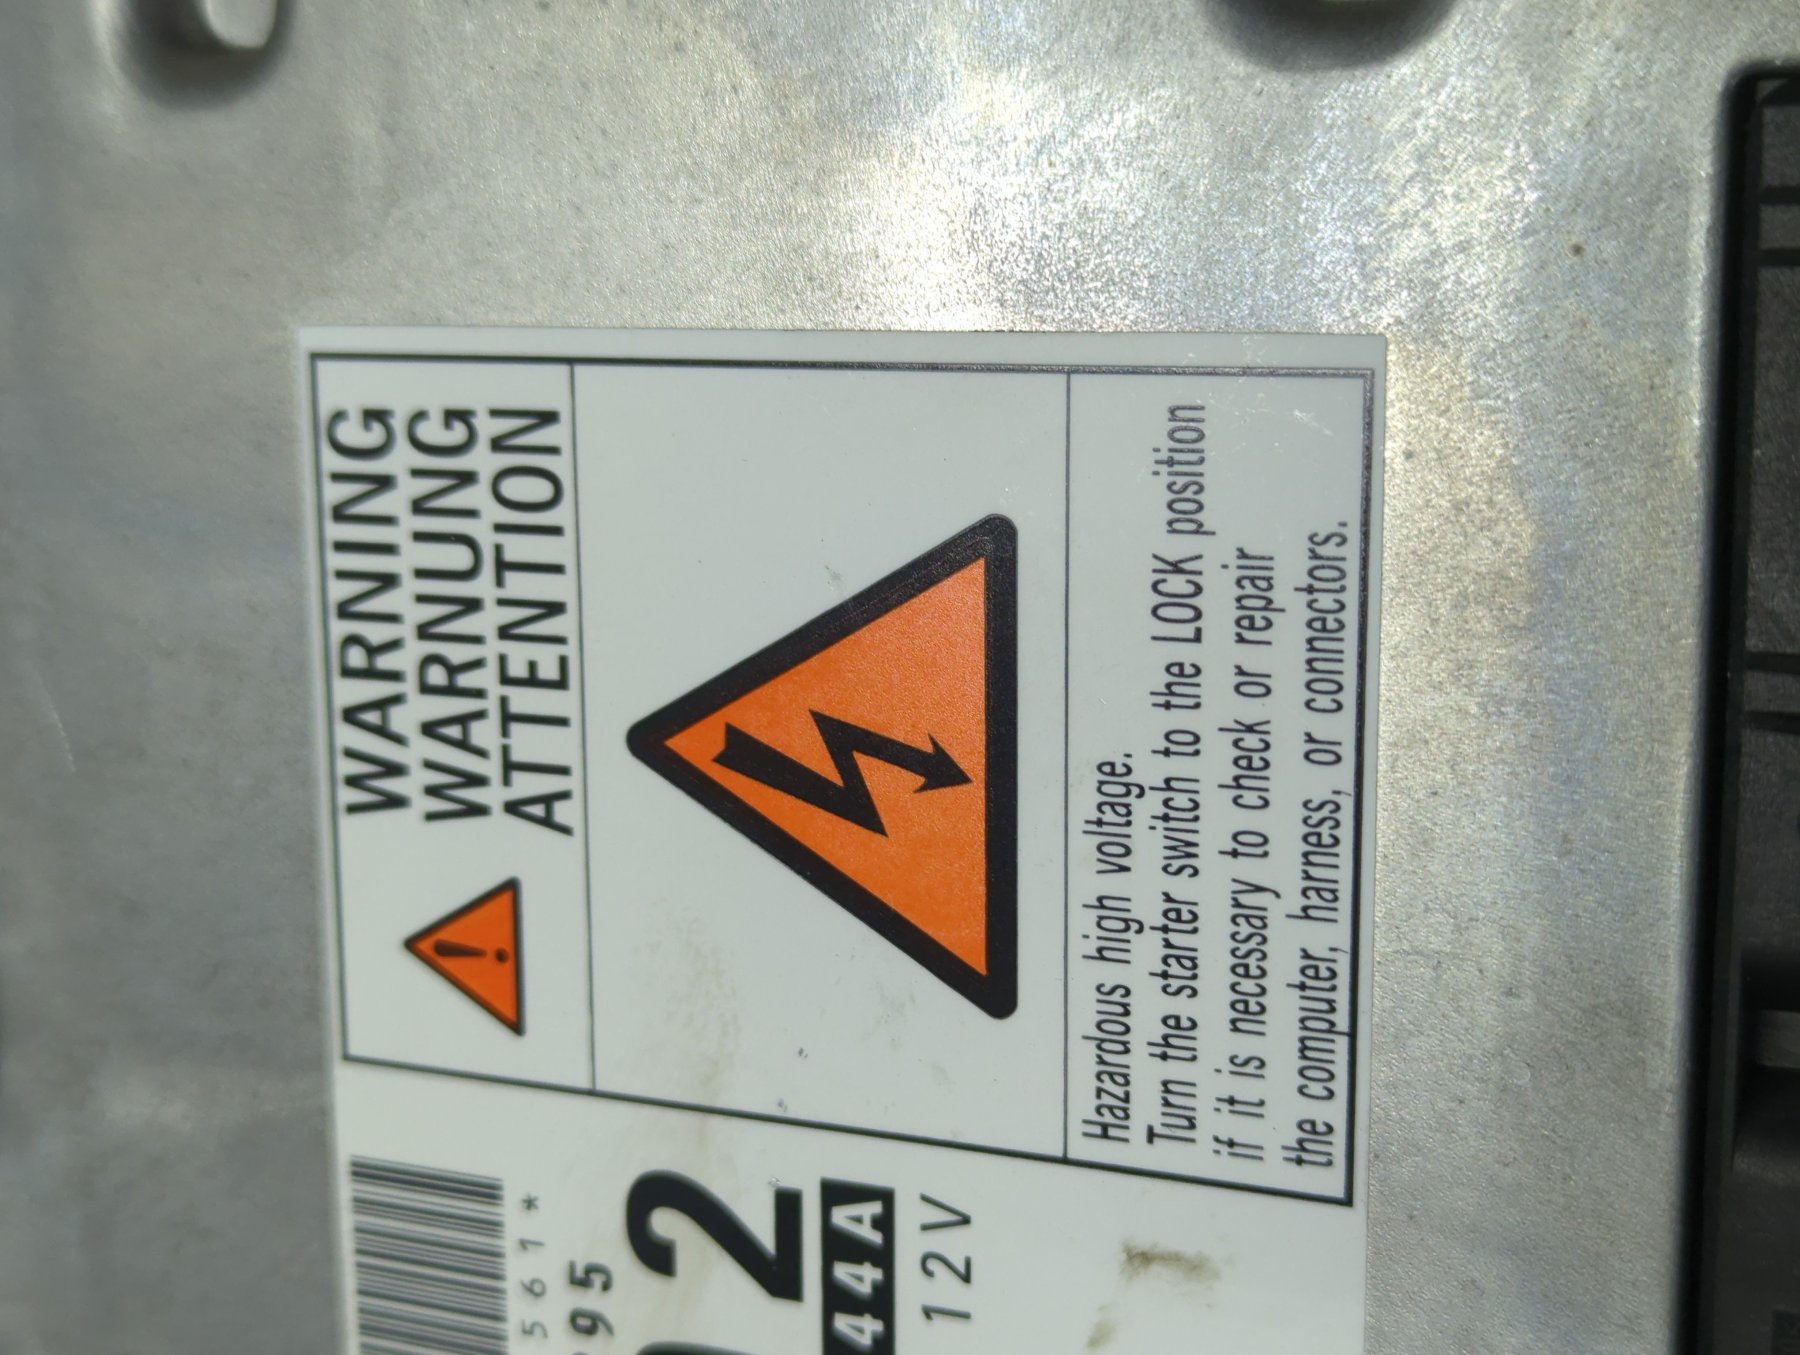 WARNING
WARNUNG
ATTENTION
Hazardous high voltage.
Turn the starter switch to the LOCK position
if it is necessary to check or repair
the computer, harness, or connectors.
561*
95
2
44A
12V